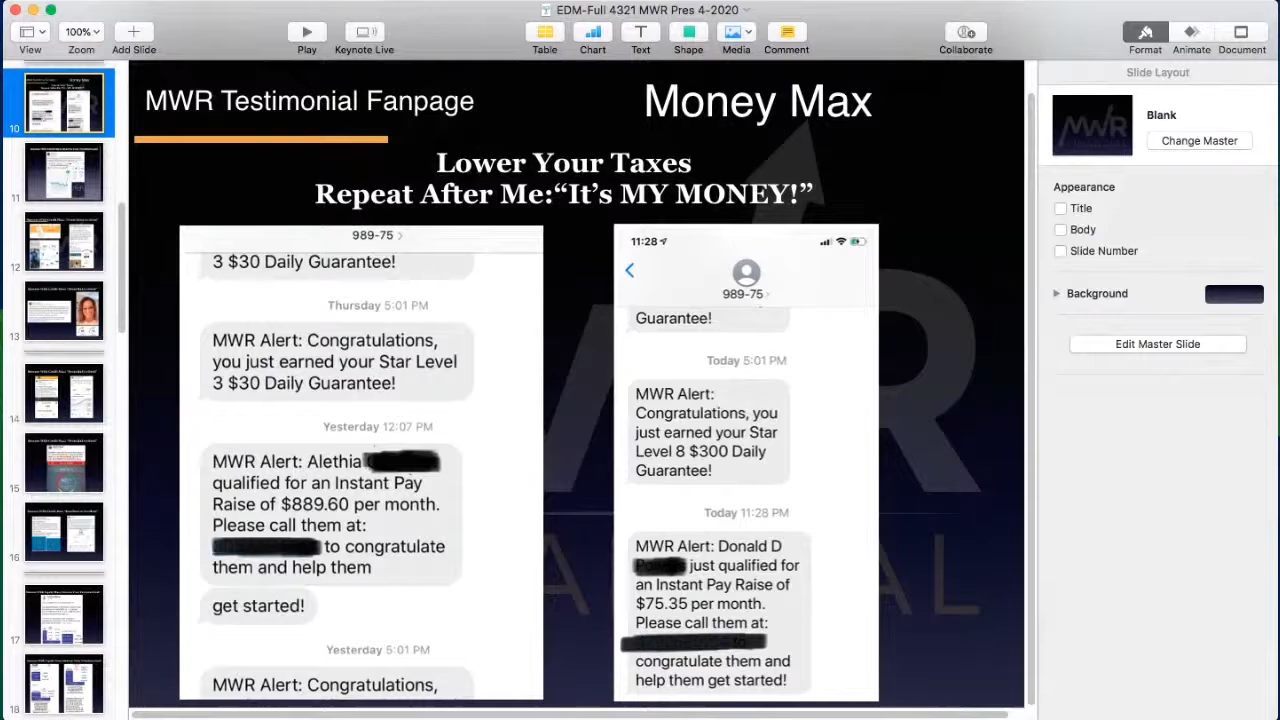 EDM-Full 4321 MWR Pres 4-2020
100%
View
Zoom
Add Slide
Play
Keynote Live
Table
Chart
Text
Shape
Media
Comment
Collaborate
Format
Animate
Document
10
11
12
13
14
15
16
17
18
MWR Testimonial Fanpage
Money Max
Lower Your Taxes
Repeat After Me:“It’s MY MONEY!”
989-75
3 $30 Daily Guarantee!
Thursday 5:01 PM
MWR Alert: Congratulations,
you just earned your Star Level
3 $30 Daily Guarantee!
Yesterday 12:07 PM
MWR Alert: Alethia
qualified for an Instant Pay
Raise of $889.60 per month.
Please call them at:
to congratulate
them and help them
get started!
Yesterday 5:01 PM
MWR Alert: Congratulations,
11:28
989-75
Guarantee!
Today 5:01 PM
MWR Alert:
Congratulations, you
just earned your Star
Level 8 $300 Daily
Guarantee!
Today 11:28 PM
MWR Alert: Donald D
just qualified for
an Instant Pay Raise of
$75.35 per month.
Please call them at:
congratulate them and
help them get started!
Slide Layout
MWR
Blank
Change Master
Appearance
Title
Body
Slide Number
Background
Edit Master Slide